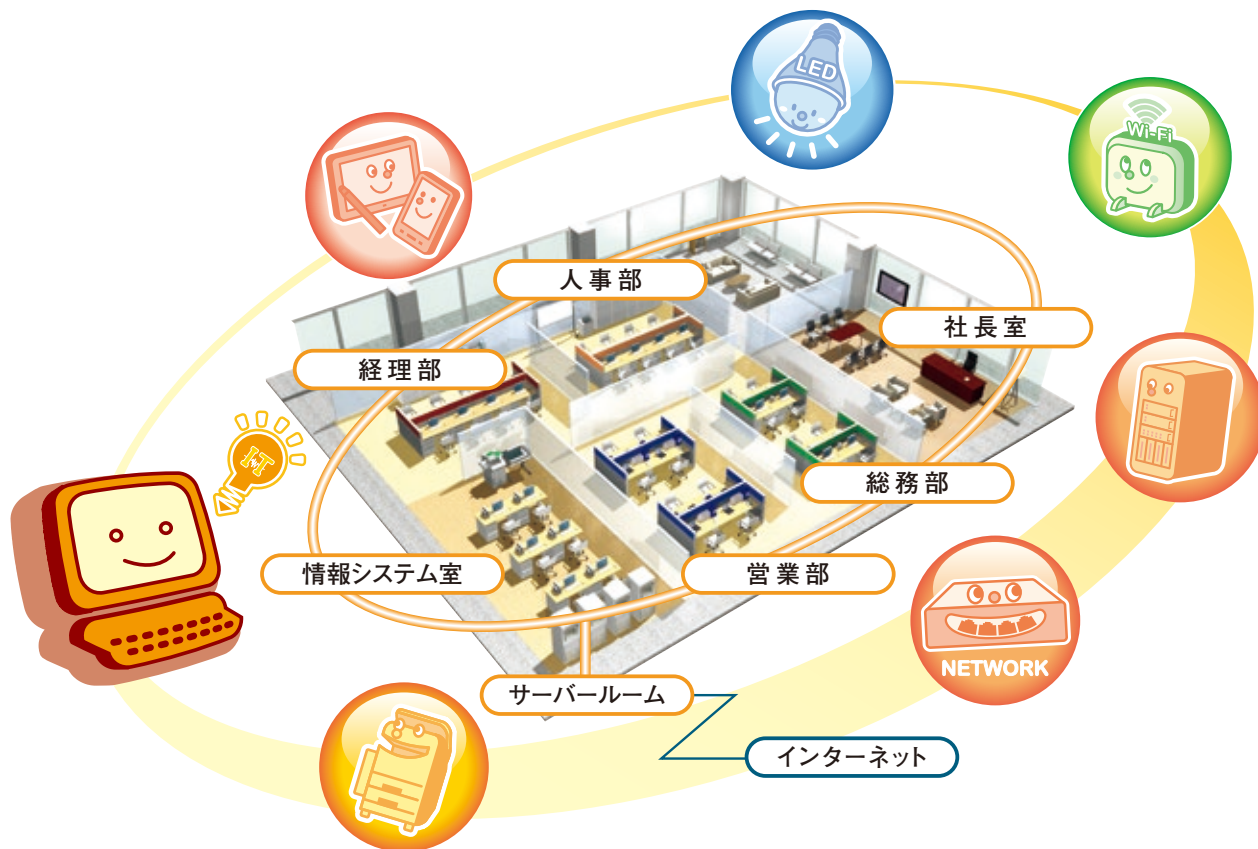 LED
Wi-Fi
人事部
社長室
経理部
総務部
情報システム室
営業部
NETWORK
サーバールーム
インターネット